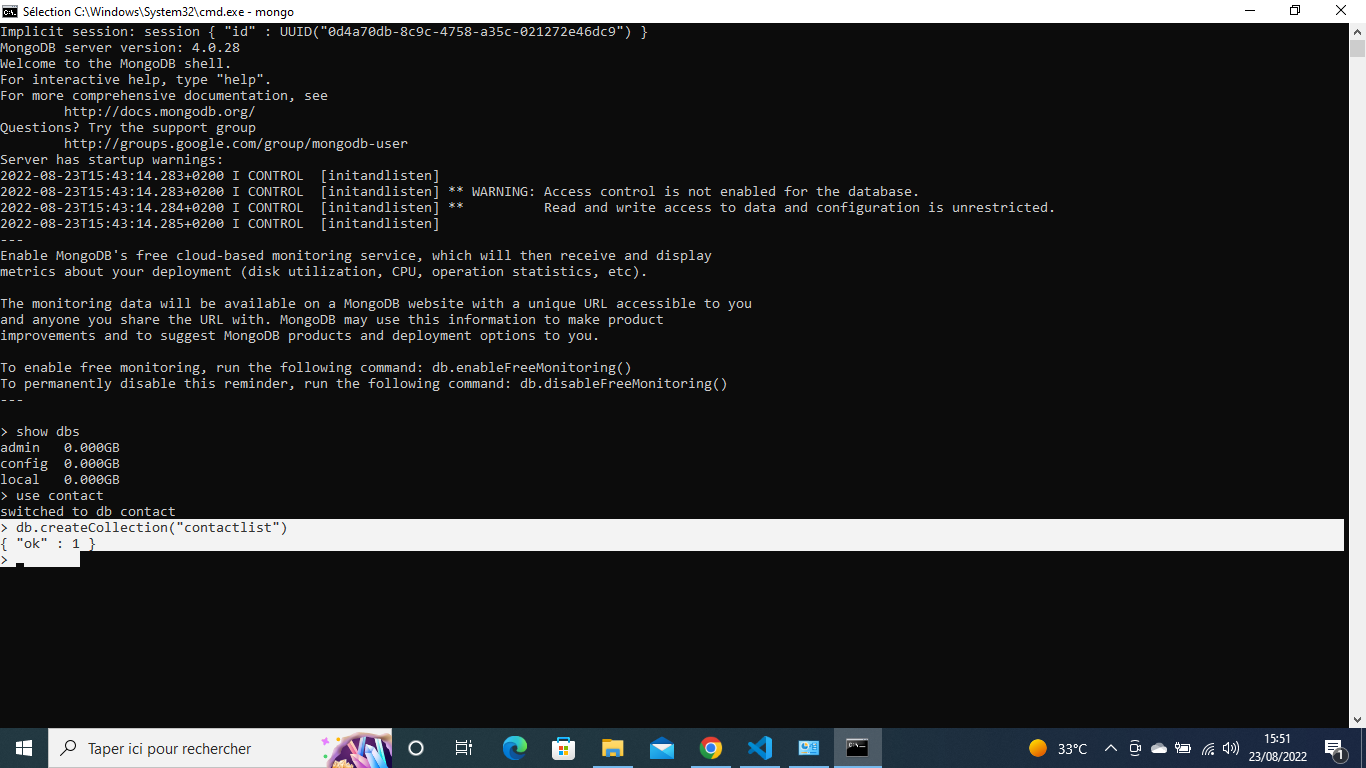 Sélection C:\Windows\System32\cmd.exe - mongo
Implicit session: session { "id" : UUID("0d4a70db-8c9c-4758-a35c-021272e46dc9") }
MongoDB server version: 4.0.28
Welcome to the MongoDB shell.
For interactive help, type "help".
For more comprehensive documentation, see
        http://docs.mongodb.org/
Questions? Try the support group
        http://groups.google.com/group/mongodb-user
Server has startup warnings:
2022-08-23T15:43:14.283+0200 I CONTROL  [initandlisten]
2022-08-23T15:43:14.283+0200 I CONTROL  [initandlisten] ** WARNING: Access control is not enabled for the database.
2022-08-23T15:43:14.284+0200 I CONTROL  [initandlisten] **          Read and write access to data and configuration is unrestricted.
2022-08-23T15:43:14.285+0200 I CONTROL  [initandlisten]
---
Enable MongoDB's free cloud-based monitoring service, which will then receive and display
metrics about your deployment (disk utilization, CPU, operation statistics, etc).

The monitoring data will be available on a MongoDB website with a unique URL accessible to you
and anyone you share the URL with. MongoDB may use this information to make product
improvements and to suggest MongoDB products and deployment options to you.

To enable free monitoring, run the following command: db.enableFreeMonitoring()
To permanently disable this reminder, run the following command: db.disableFreeMonitoring()
---

> show dbs
admin   0.000GB
config  0.000GB
local   0.000GB
> use contact
switched to db contact
> db.createCollection("contactlist")
{ "ok" : 1 }
>
Taper ici pour rechercher
33°C
15:51
23/08/2022
1